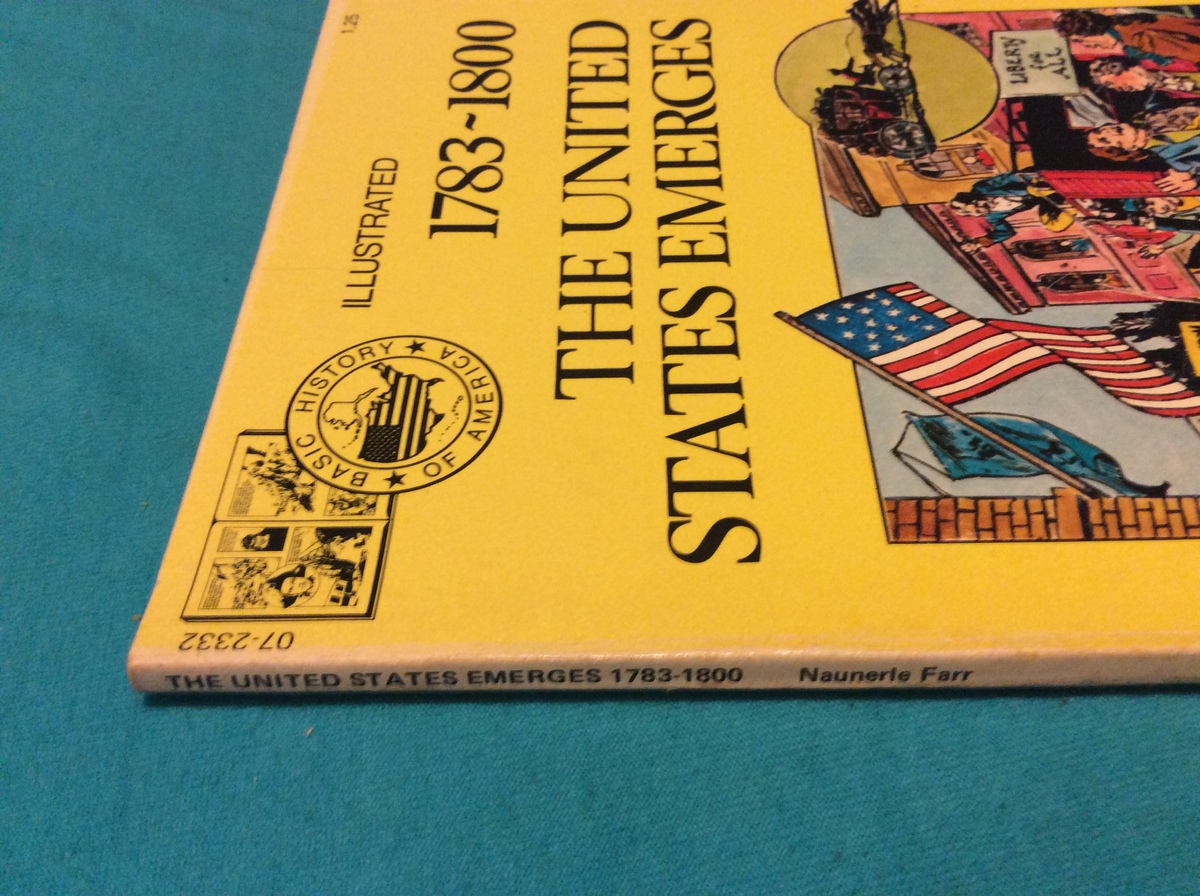 1.25
ILLUSTRATED
1783~1800
THE UNITED
STATES EMERGES
BASIC HISTORY
OF AMERICA
LIBERTY
for
ALL
07-2332
THE UNITED STATES EMERGES 1783-1800 Naunerle Farr